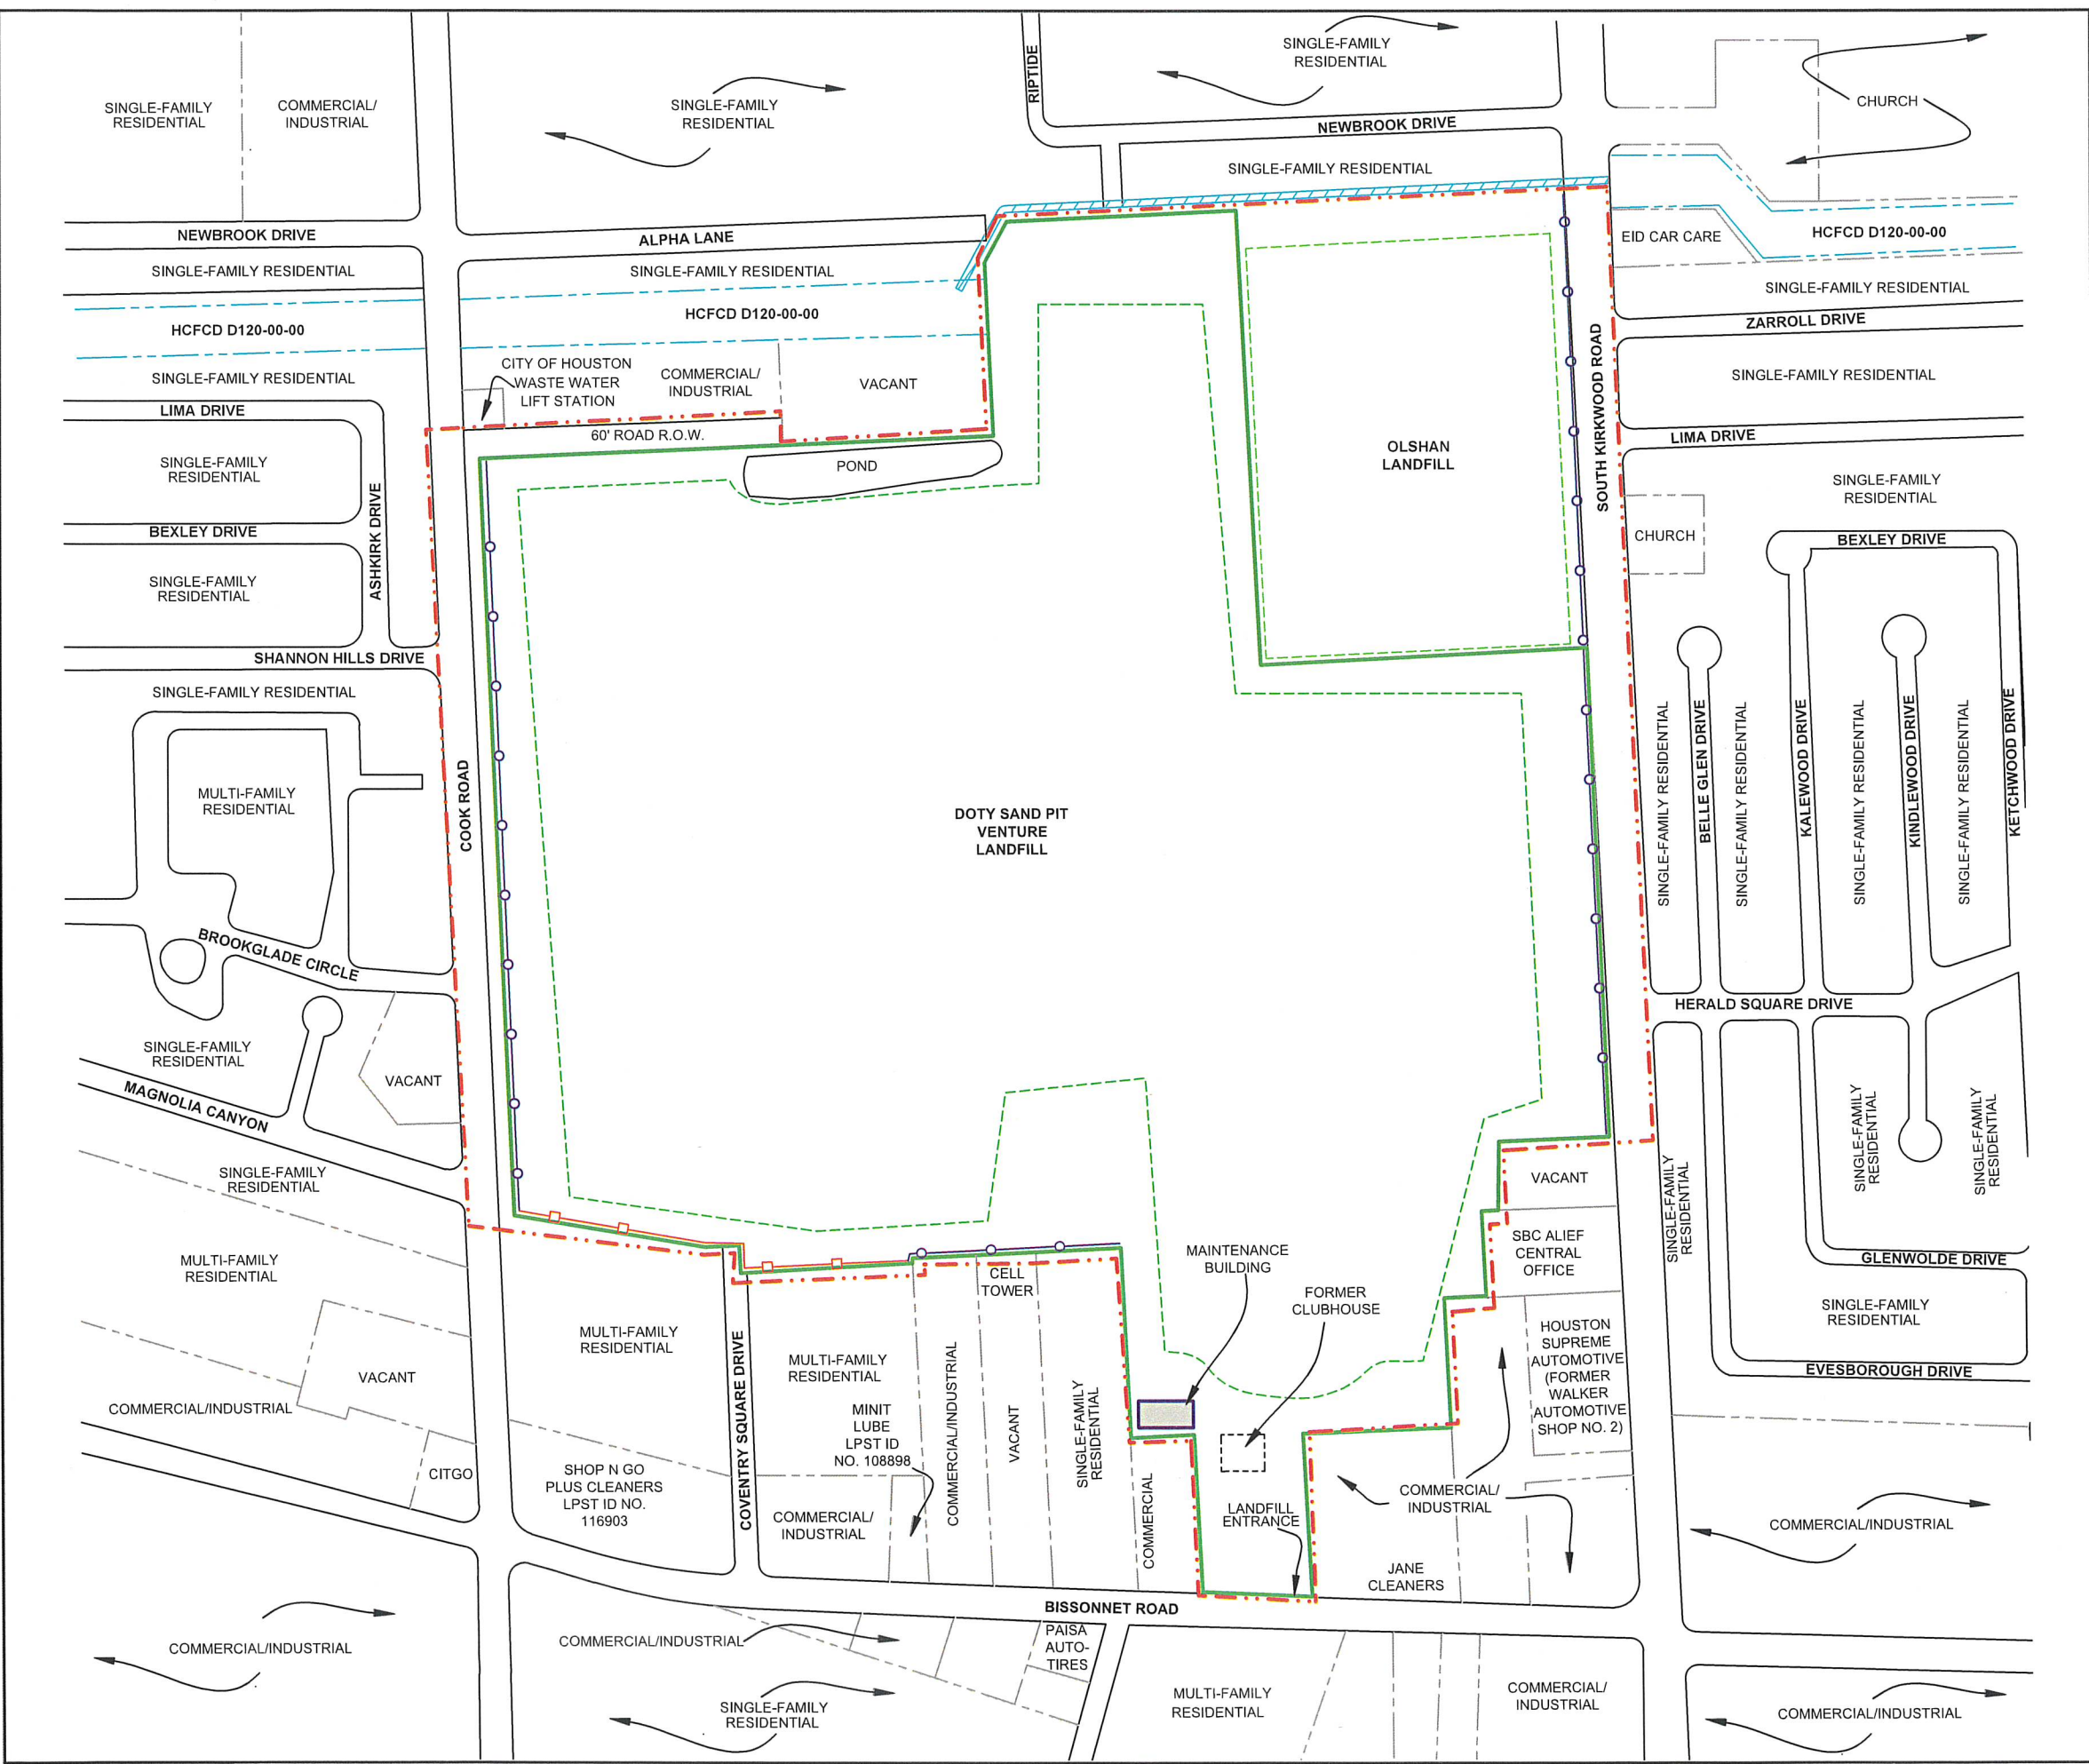 SINGLE-FAMILY
RESIDENTIAL
COMMERCIAL/
INDUSTRIAL
SINGLE-FAMILY
RESIDENTIAL
RIPTIDE
SINGLE-FAMILY
RESIDENTIAL
CHURCH
NEWBROOK DRIVE
SINGLE-FAMILY RESIDENTIAL
NEWBROOK DRIVE
ALPHA LANE
EID CAR CARE
HCFCD D120-00-00
SINGLE-FAMILY RESIDENTIAL
SINGLE-FAMILY RESIDENTIAL
SINGLE-FAMILY RESIDENTIAL
HCFCD D120-00-00
HCFCD D120-00-00
ZARROLL DRIVE
SINGLE-FAMILY RESIDENTIAL
CITY OF HOUSTON
WASTE WATER
LIFT STATION
COMMERCIAL/
INDUSTRIAL
VACANT
SINGLE-FAMILY RESIDENTIAL
LIMA DRIVE
60' ROAD R.O.W.
SOUTH KIRKWOOD ROAD
LIMA DRIVE
SINGLE-FAMILY
RESIDENTIAL
POND
OLSHAN
LANDFILL
SINGLE-FAMILY
RESIDENTIAL
BEXLEY DRIVE
ASHKIRK DRIVE
CHURCH
BEXLEY DRIVE
SINGLE-FAMILY
RESIDENTIAL
SHANNON HILLS DRIVE
SINGLE-FAMILY RESIDENTIAL
MULTI-FAMILY
RESIDENTIAL
COOK ROAD
DOTY SAND PIT
VENTURE
LANDFILL
SINGLE-FAMILY RESIDENTIAL
BELLE GLEN DRIVE
SINGLE-FAMILY RESIDENTIAL
KALEWOOD DRIVE
SINGLE-FAMILY RESIDENTIAL
KINDLEWOOD DRIVE
SINGLE-FAMILY RESIDENTIAL
KETCHWOOD DRIVE
BROOKGLADE CIRCLE
HERALD SQUARE DRIVE
SINGLE-FAMILY
RESIDENTIAL
VACANT
MAGNOLIA CANYON
SINGLE-FAMILY
RESIDENTIAL
SINGLE-FAMILY
RESIDENTIAL
SINGLE-FAMILY
RESIDENTIAL
SINGLE-FAMILY
RESIDENTIAL
VACANT
SBC ALIEF
CENTRAL
OFFICE
MULTI-FAMILY
RESIDENTIAL
MAINTENANCE
BUILDING
CELL
TOWER
FORMER
CLUBHOUSE
GLENWOLDE DRIVE
SINGLE-FAMILY
RESIDENTIAL
MULTI-FAMILY
RESIDENTIAL
COVENTRY SQUARE DRIVE
MULTI-FAMILY
RESIDENTIAL
HOUSTON
SUPREME
AUTOMOTIVE
(FORMER
WALKER
AUTOMOTIVE
SHOP NO. 2)
EVESBOROUGH DRIVE
VACANT
COMMERCIAL/INDUSTRIAL
MINIT
LUBE
LPST ID
NO. 108898
COMMERCIAL/INDUSTRIAL
VACANT
SINGLE-FAMILY
RESIDENTIAL
COMMERCIAL
CITGO
SHOP N GO
PLUS CLEANERS
LPST ID NO.
116903
COMMERCIAL/
INDUSTRIAL
LANDFILL
ENTRANCE
COMMERCIAL/
INDUSTRIAL
COMMERCIAL/INDUSTRIAL
JANE
CLEANERS
BISSONNET ROAD
COMMERCIAL/INDUSTRIAL
COMMERCIAL/INDUSTRIAL
PAISA
AUTO-
TIRES
SINGLE-FAMILY
RESIDENTIAL
MULTI-FAMILY
RESIDENTIAL
COMMERCIAL/
INDUSTRIAL
COMMERCIAL/INDUSTRIAL